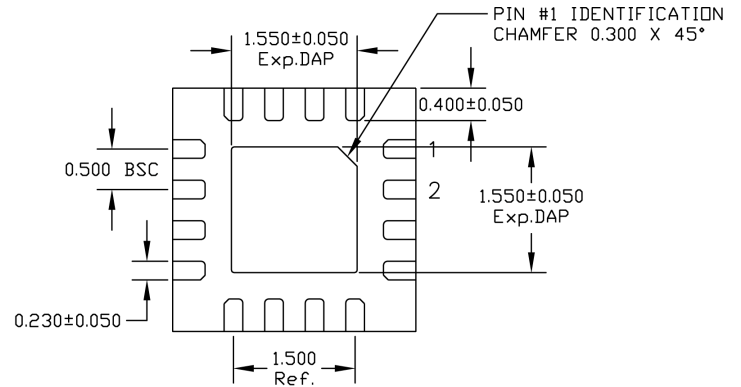 PIN #1 IDENTIFICATION
CHAMFER 0.300 X 45°
1.550±0.050
Exp.DAP
0.400±0.050
1
0.500 BSC
2
1.550±0.050
Exp.DAP
0.230±0.050
1.500
Ref.